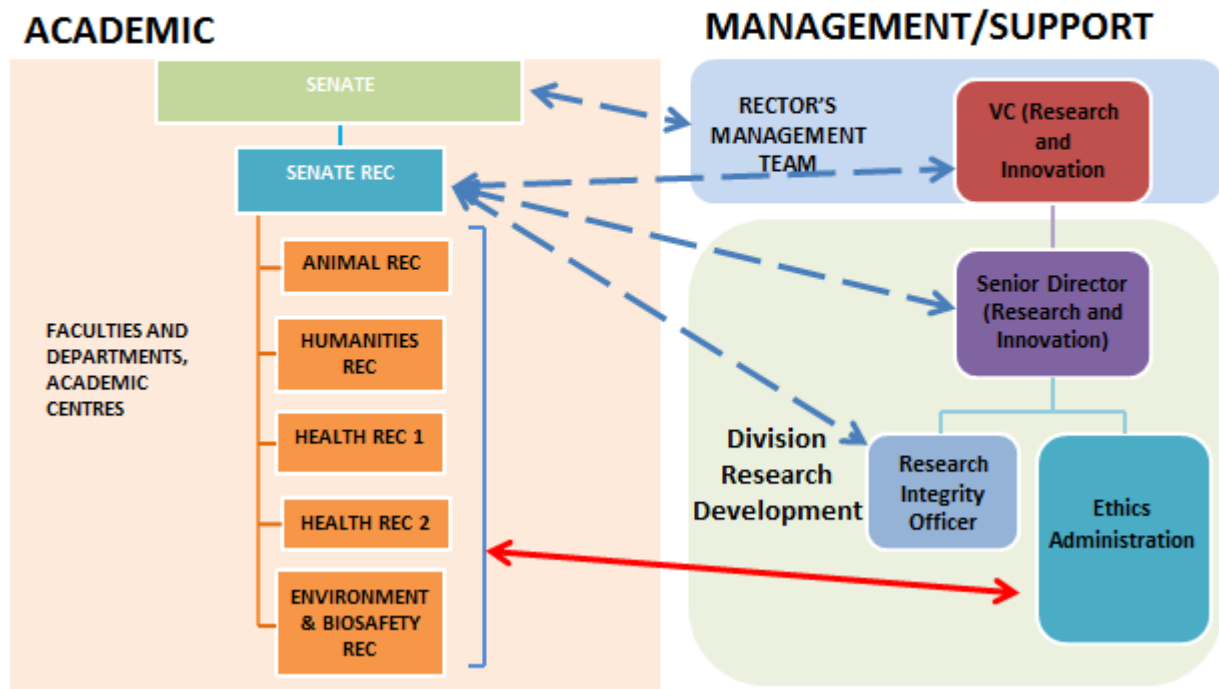 ACADEMIC
SENATE
SENATE REC
ANIMAL REC
HUMANITIES
REC
HEALTH REC 1
HEALTH REC 2
ENVIRONMENT
& BIOSAFETY
REC
FACULTIES AND
DEPARTMENTS,
ACADEMIC
CENTRES
MANAGEMENT/SUPPORT
RECTOR'S
MANAGEMENT
TEAM
VC (Research
and
Innovation
Senior Director
(Research and
Innovation)
Division
Research
Development
Research
Integrity
Officer
Ethics
Administration